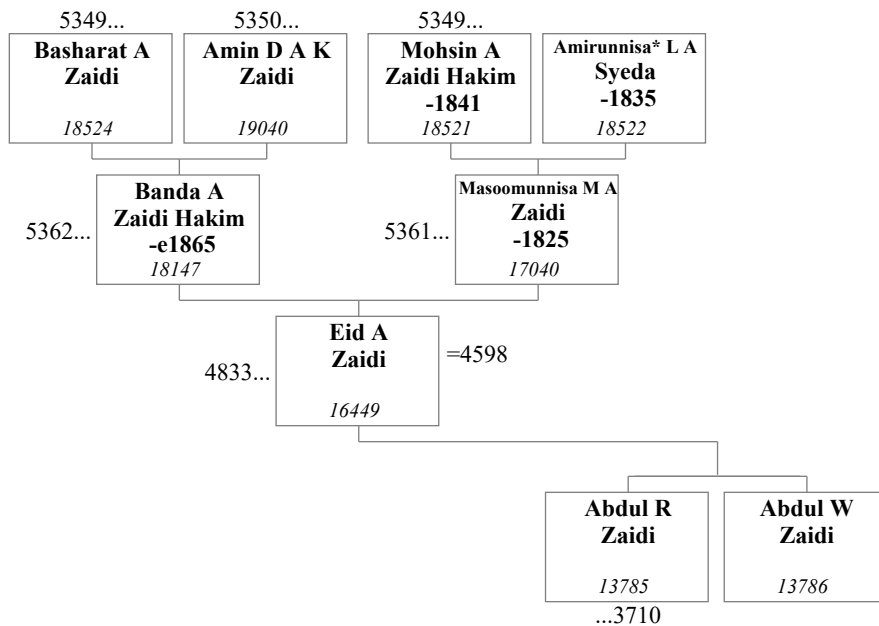 5349...
5350...
5349...
Basharat A
Zaidi
18524
Amin D A K
Zaidi
19040
Mohsin A
Zaidi Hakim
-1841
18521
Amirunnisa* L A
Syeda
-1835
18522
5362...
Banda A
Zaidi Hakim
-e1865
18147
5361...
Masoomunnisa M A
Zaidi
-1825
17040
4833...
Eid A
Zaidi
16449
=4598
Abdul R
Zaidi
13785
Abdul W
Zaidi
13786
...3710